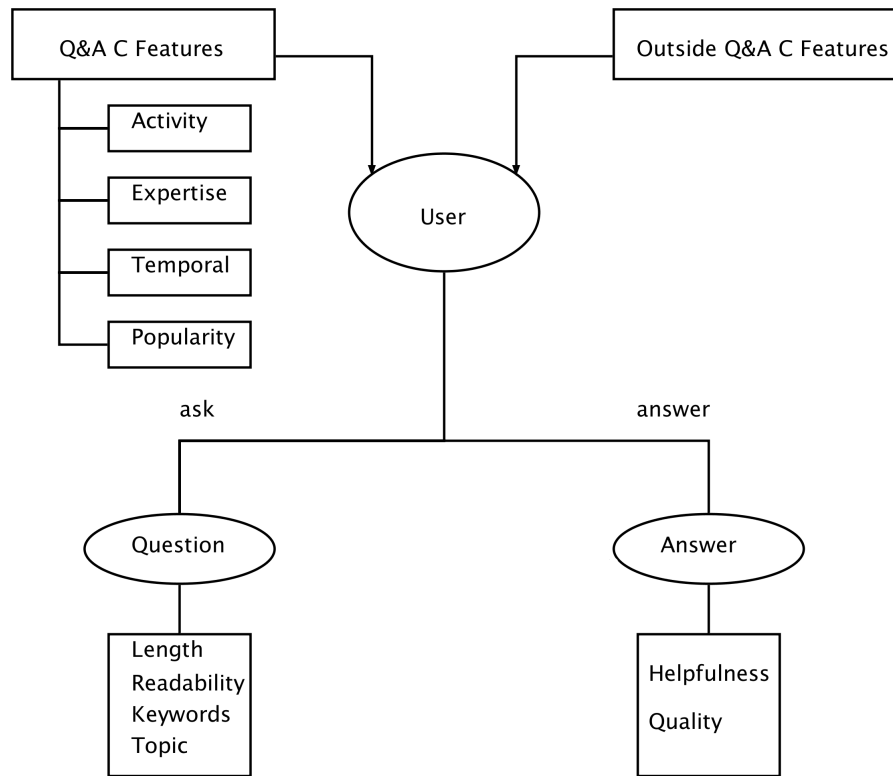 Q&A C Features
Outside Q&A C Features
Activity
Expertise
Temporal
Popularity
User
ask
answer
Question
Answer
Length
Readability
Keywords
Topic
Helpfulness
Quality